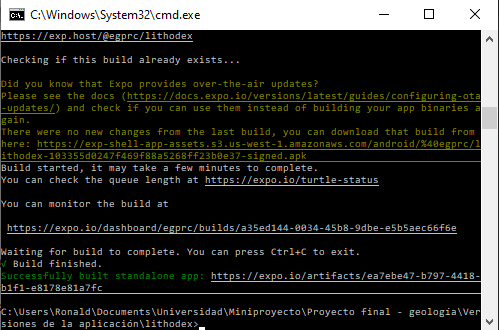 C:\Windows\System32\cmd.exe
https://exp.host/@egprc/lithodex
Checking if this build already exists...
Did you know that Expo provides over-the-air updates?
Please see the docs (https://docs.expo.io/versions/latest/guides/configuring-ota
-updates/) and check if you can use them instead of building your app binaries a
gain.
There were no new changes from the last build, you can download that build from
here: https://exp-shell-app-assets.s3.us-west-1.amazonaws.com/android/%40egprc/l
ithodex-103355d0247f469f88a5268ff23b0e37-signed.apk
Build started, it may take a few minutes to complete.
You can check the queue length at https://expo.io/turtle-status
You can monitor the build at
https://expo.io/dashboard/egprc/builds/a35ed144-0034-45b8-9dbe-e5b5aec66f6e
Waiting for build to complete. You can press Ctrl+C to exit.
√ Build finished.
Successfully built standalone app: https://expo.io/artifacts/ea7ebe47-b797-4418-
b1f1-e8178e81a7fc
C:\Users\Ronald\Documents\Universidad\Miniproyecto\Proyecto final - geología\Ver
siones de la aplicación\lithodex>